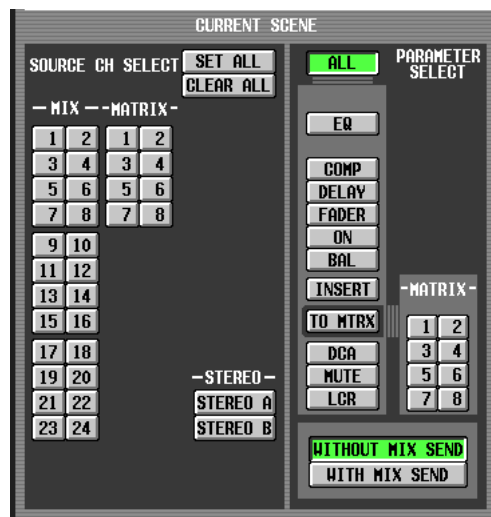 CURRENT SCENE
SOURCE CH SELECT
SET ALL
CLEAR ALL
MIX
MATRIX
1 2 1 2
3 4 3 4
5 6 5 6
7 8 7 8
9 10
11 12
13 14
15 16
17 18
19 20
21 22
23 24
STEREO
STEREO A
STEREO B
ALL
PARAMETER
SELECT
EQ
COMP
DELAY
FADER
ON
BAL
INSERT
TO MTRX
DCA
MUTE
LCR
MATRIX
1 2
3 4
5 6
7 8
WITHOUT MIX SEND
WITH MIX SEND